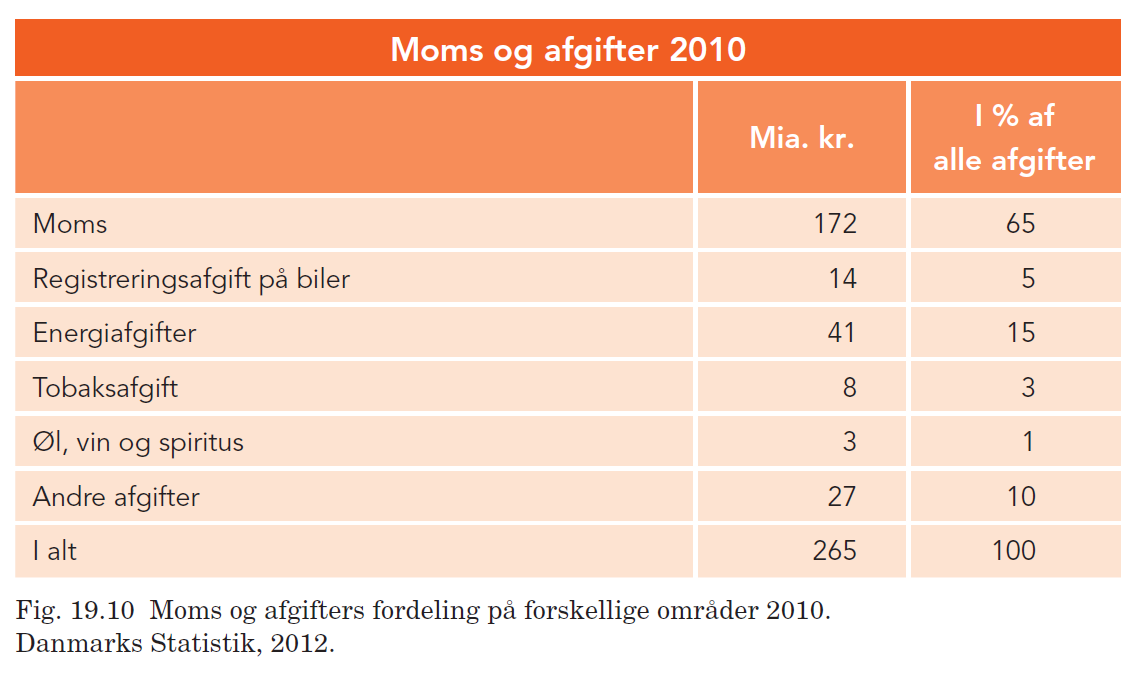 Moms og afgifter 2010
Mia. kr.
I % af
alle afgifter
Moms 172 65
Registreringsafgift på biler 14 5
Energiafgifter 41 15
Tobaksafgift 8 3
Øl, vin og spiritus 3 1
Andre afgifter 27 10
I alt 265 100
Fig. 19.10 Moms og afgifters fordeling på forskellige områder 2010.
Danmarks Statistik, 2012.